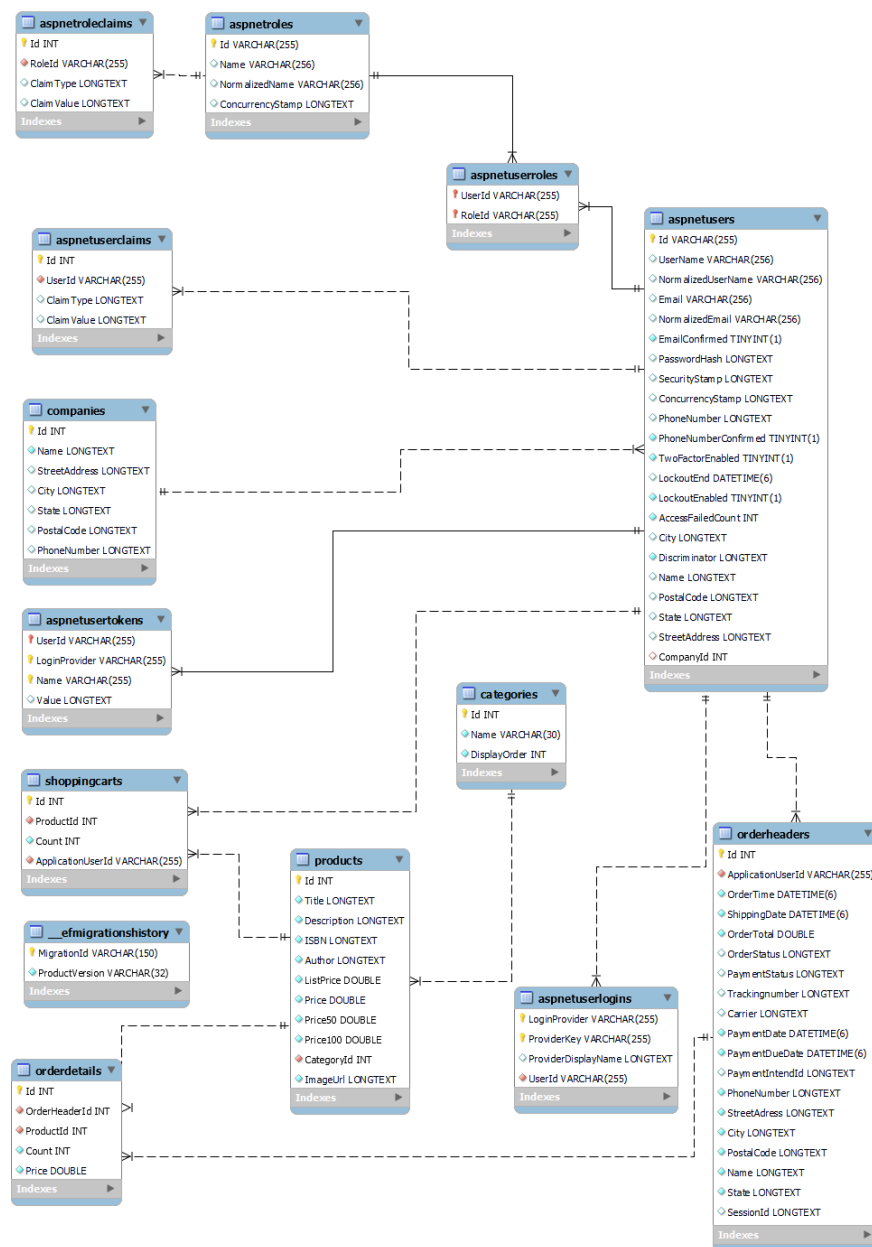 aspnetroleclaims
Id INT
RoleId VARCHAR(255)
ClaimType LONGTEXT
ClaimValue LONGTEXT
Indexes
aspnetroles
Id VARCHAR(255)
Name VARCHAR(256)
NormalizedName VARCHAR(256)
ConcurrencyStamp LONGTEXT
Indexes
aspnetuserroles
UserId VARCHAR(255)
RoleId VARCHAR(255)
Indexes
aspnetusers
Id VARCHAR(255)
UserName VARCHAR(256)
NormalizedUserName VARCHAR(256)
Email VARCHAR(256)
NormalizedEmail VARCHAR(256)
EmailConfirmed TINYINT(1)
PasswordHash LONGTEXT
SecurityStamp LONGTEXT
ConcurrencyStamp LONGTEXT
PhoneNumber LONGTEXT
PhoneNumberConfirmed TINYINT(1)
TwoFactorEnabled TINYINT(1)
LockoutEnd DATETIME(6)
LockoutEnabled TINYINT(1)
AccessFailedCount INT
City LONGTEXT
Discriminator LONGTEXT
Name LONGTEXT
PostalCode LONGTEXT
State LONGTEXT
StreetAddress LONGTEXT
CompanyId INT
Indexes
aspnetuserclaims
Id INT
UserId VARCHAR(255)
ClaimType LONGTEXT
ClaimValue LONGTEXT
Indexes
companies
Id INT
Name LONGTEXT
StreetAddress LONGTEXT
City LONGTEXT
State LONGTEXT
PostalCode LONGTEXT
PhoneNumber LONGTEXT
Indexes
aspnetusertokens
UserId VARCHAR(255)
LoginProvider VARCHAR(255)
Name VARCHAR(255)
Value LONGTEXT
Indexes
categories
Id INT
Name VARCHAR(30)
DisplayOrder INT
Indexes
shoppingcarts
Id INT
ProductId INT
Count INT
ApplicationUserId VARCHAR(255)
Indexes
products
Id INT
Title LONGTEXT
Description LONGTEXT
ISBN LONGTEXT
Author LONGTEXT
ListPrice DOUBLE
Price DOUBLE
Price50 DOUBLE
Price100 DOUBLE
CategoryId INT
ImageUrl LONGTEXT
Indexes
__efmigrationshistory
MigrationId VARCHAR(150)
ProductVersion VARCHAR(32)
Indexes
orderdetails
Id INT
OrderHeaderId INT
ProductId INT
Count INT
Price DOUBLE
Indexes
aspnetuserlogins
LoginProvider VARCHAR(255)
ProviderKey VARCHAR(255)
ProviderDisplayName LONGTEXT
UserId VARCHAR(255)
Indexes
orderheaders
Id INT
ApplicationUserId VARCHAR(255)
OrderTime DATETIME(6)
ShippingDate DATETIME(6)
OrderTotal DOUBLE
OrderStatus LONGTEXT
PaymentStatus LONGTEXT
Trackingnumber LONGTEXT
Carrier LONGTEXT
PaymentDate DATETIME(6)
PaymentDueDate DATETIME(6)
PaymentIntendId LONGTEXT
PhoneNumber LONGTEXT
StreetAdress LONGTEXT
City LONGTEXT
PostalCode LONGTEXT
Name LONGTEXT
State LONGTEXT
SessionId LONGTEXT
Indexes